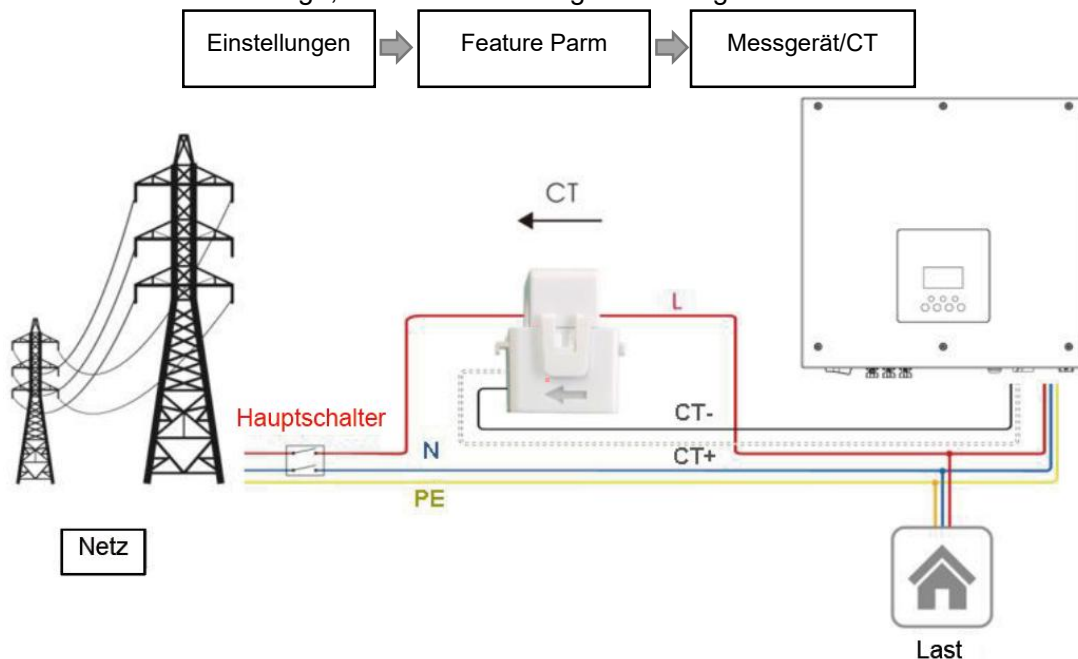 Einstellungen
Feature Parm
Messgerät/CT
CT
L
Hauptschalter
CT-
N
CT+
PE
Netz
Last